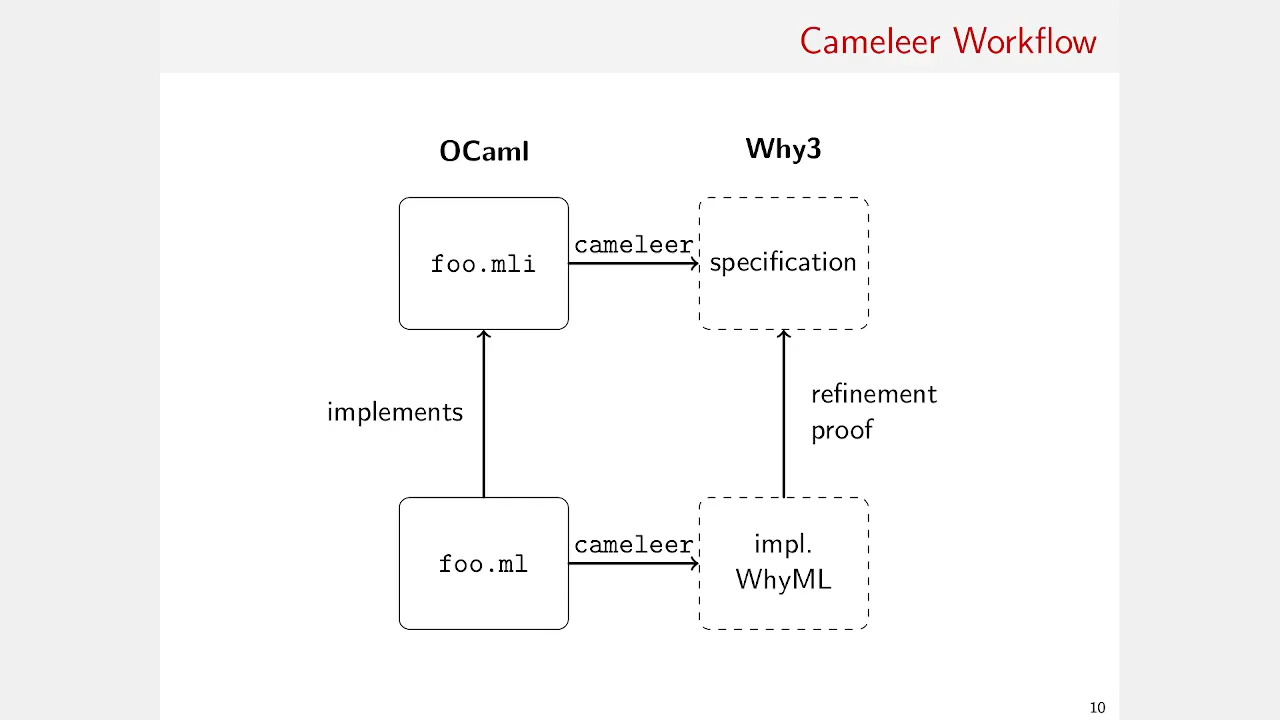 Cameleer Workflow
OCaml
Why3
foo.mli
cameleer
specification
implements
refinement
proof
foo.ml
cameleer
impl.
WhyML
10